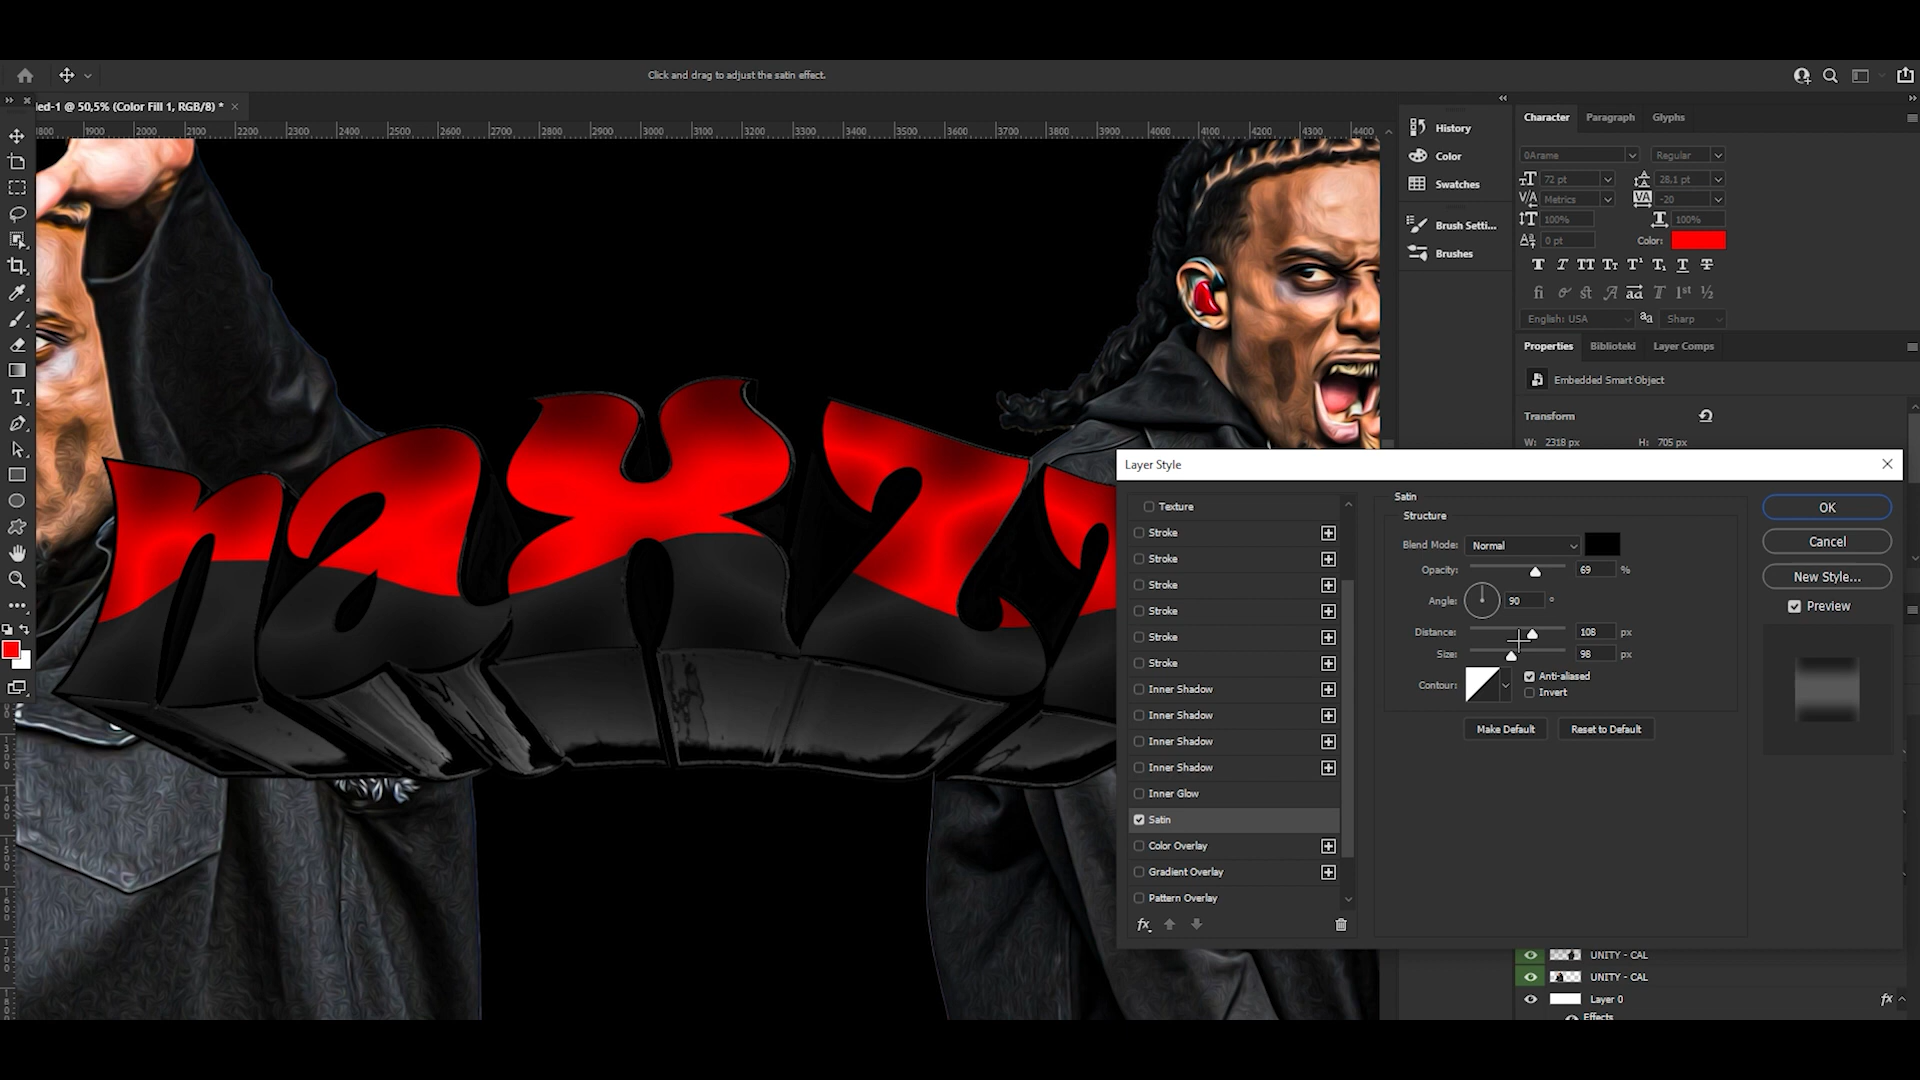 Click and drag to adjust the satin effect.
led-1 @ 50,5% (Color Fill 1, RGB/8) *
1800 1900 2000 2100 2200 2300 2400 2500 2600 2700 2800 2900 3000 3100 3200 3300 3400 3500 3600 3700 3800 3900 4000 4100 4200 4300 4400
History
Color
Swatches
Brush Setti...
Brushes
Character Paragraph Glyphs
0Arame Regular
72 pt 28,1 pt
Metrics -20
100% 100%
0 pt Color:
English: USA Sharp
Properties Biblioteki Layer Comps
Embedded Smart Object
Transform
W: 2318 px H: 705 px
naxz
Layer Style
Texture
Stroke
Stroke
Stroke
Stroke
Stroke
Stroke
Inner Shadow
Inner Shadow
Inner Shadow
Inner Shadow
Inner Glow
Satin
Color Overlay
Gradient Overlay
Pattern Overlay
fx
Satin
Structure
Blend Mode: Normal
Opacity: 69 %
Angle: 90 °
Distance: 108 px
Size: 98 px
Contour:
Anti-aliased
Invert
Make Default Reset to Default
OK
Cancel
New Style...
Preview
UNITY - CAL
UNITY - CAL
Layer 0 fx
Effects